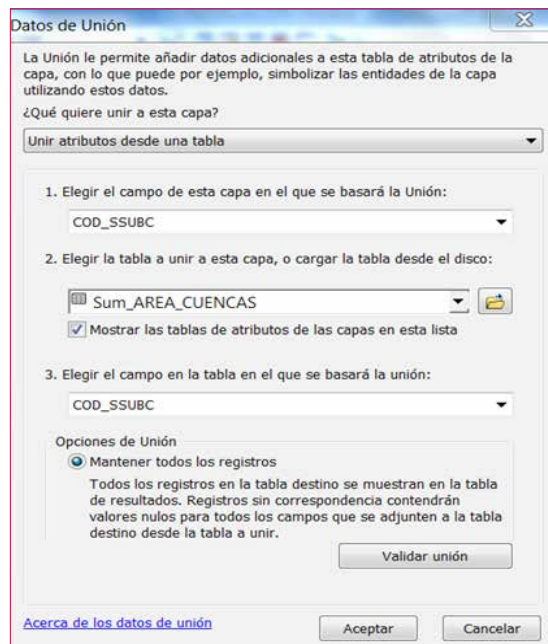 Datos de Unión
La Unión le permite añadir datos adicionales a esta tabla de atributos de la
capa, con lo que puede por ejemplo, simbolizar las entidades de la capa
utilizando estos datos.
¿Qué quiere unir a esta capa?
Unir atributos desde una tabla
1. Elegir el campo de esta capa en el que se basará la Unión:
COD_SSUBC
2. Elegir la tabla a unir a esta capa, o cargar la tabla desde el disco:
Sum_AREA_CUENCAS
Mostrar las tablas de atributos de las capas en esta lista
3. Elegir el campo en la tabla en el que se basará la unión:
COD_SSUBC
Opciones de Unión
Mantener todos los registros
Todos los registros en la tabla destino se muestran en la tabla
de resultados. Registros sin correspondencia contendrán
valores nulos para todos los campos que se adjunten a la tabla
destino desde la tabla a unir.
Validar unión
Acerca de los datos de unión
Aceptar
Cancelar